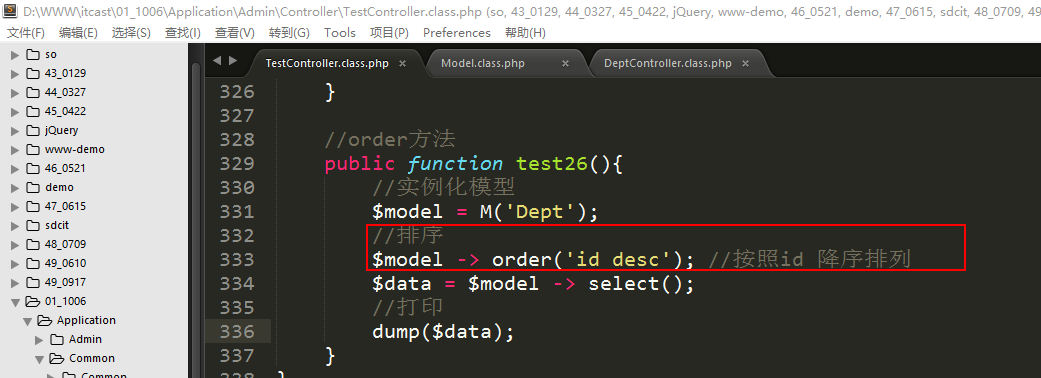 D:\WWW\itcast\01_1006\Application\Admin\Controller\TestController.class.php (so, 43_0129, 44_0327, 45_0422, jQuery, www-demo, 46_0521, demo, 47_0615, sdcit, 48_0709, 49
文件(F) 编辑(E) 选择(S) 查找(I) 查看(V) 转到(G) Tools 项目(P) Preferences 帮助(H)
so
43_0129
44_0327
45_0422
jQuery
www-demo
46_0521
demo
47_0615
sdcit
48_0709
49_0610
49_0917
01_1006
Application
Admin
Common
Common
TestController.class.php × Model.class.php × DeptController.class.php ×
326 }
327
328 //order方法
329 public function test26(){
330 //实例化模型
331 $model = M('Dept');
332 //排序
333 $model -> order('id desc'); //按照id 降序排列
334 $data = $model -> select();
335 //打印
336 dump($data);
337 }
338 }